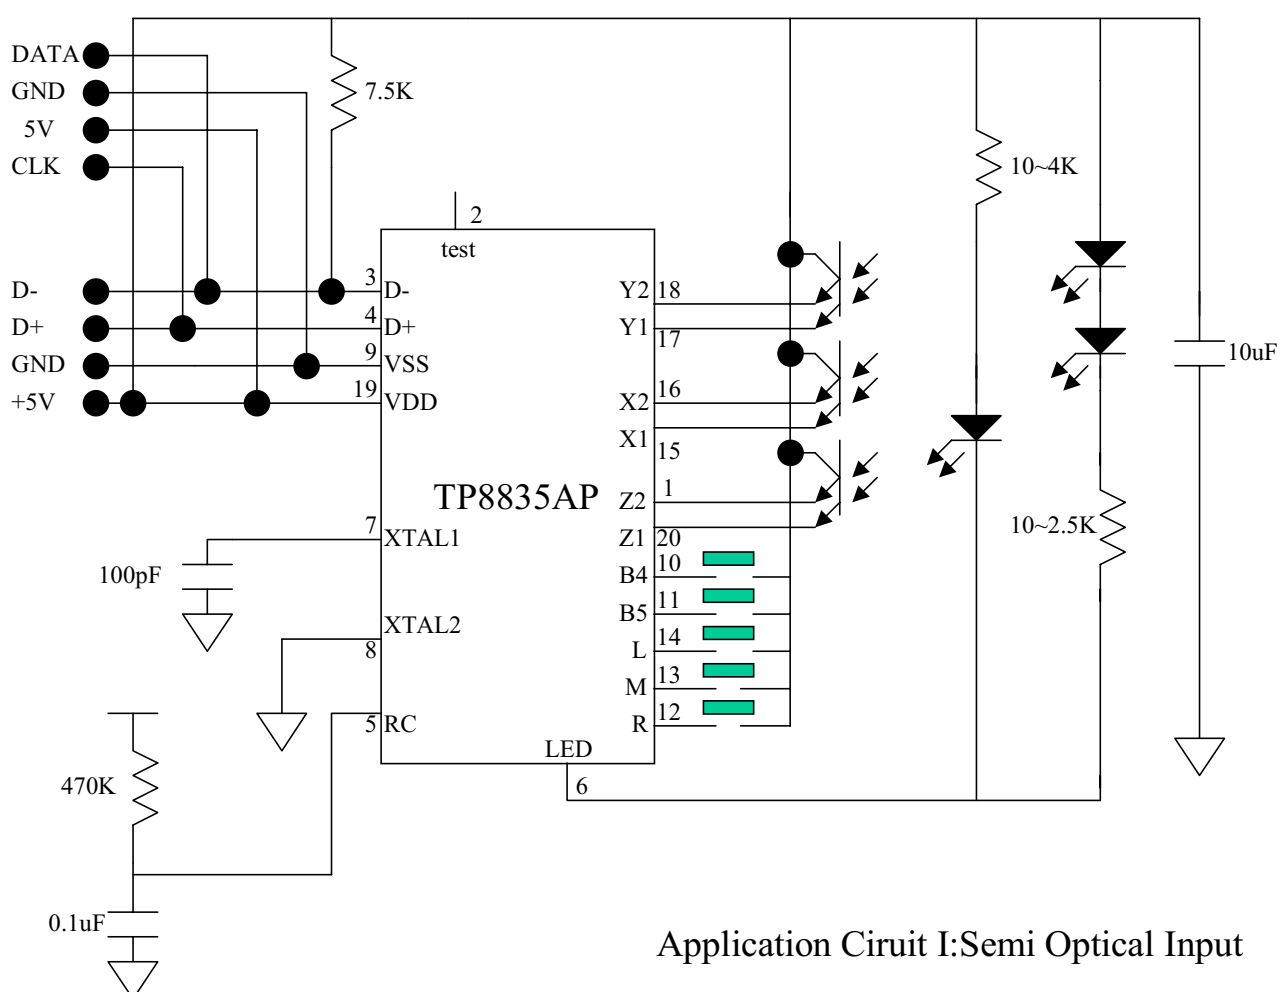 DATA
GND
5V
CLK
7.5K
2
test
10~4K
D-
D+
GND
+5V
3
4
9
19
D-
D+
VSS
VDD
Y2
18
Y1
17
X2
16
X1
15
Z2
1
Z1
20
10uF
TP8835AP
10~2.5K
7
XTAL1
100pF
XTAL2
8
5
RC
B4
10
B5
11
L
14
M
13
R
12
LED
6
470K
0.1uF
Application Ciruit I:Semi Optical Input